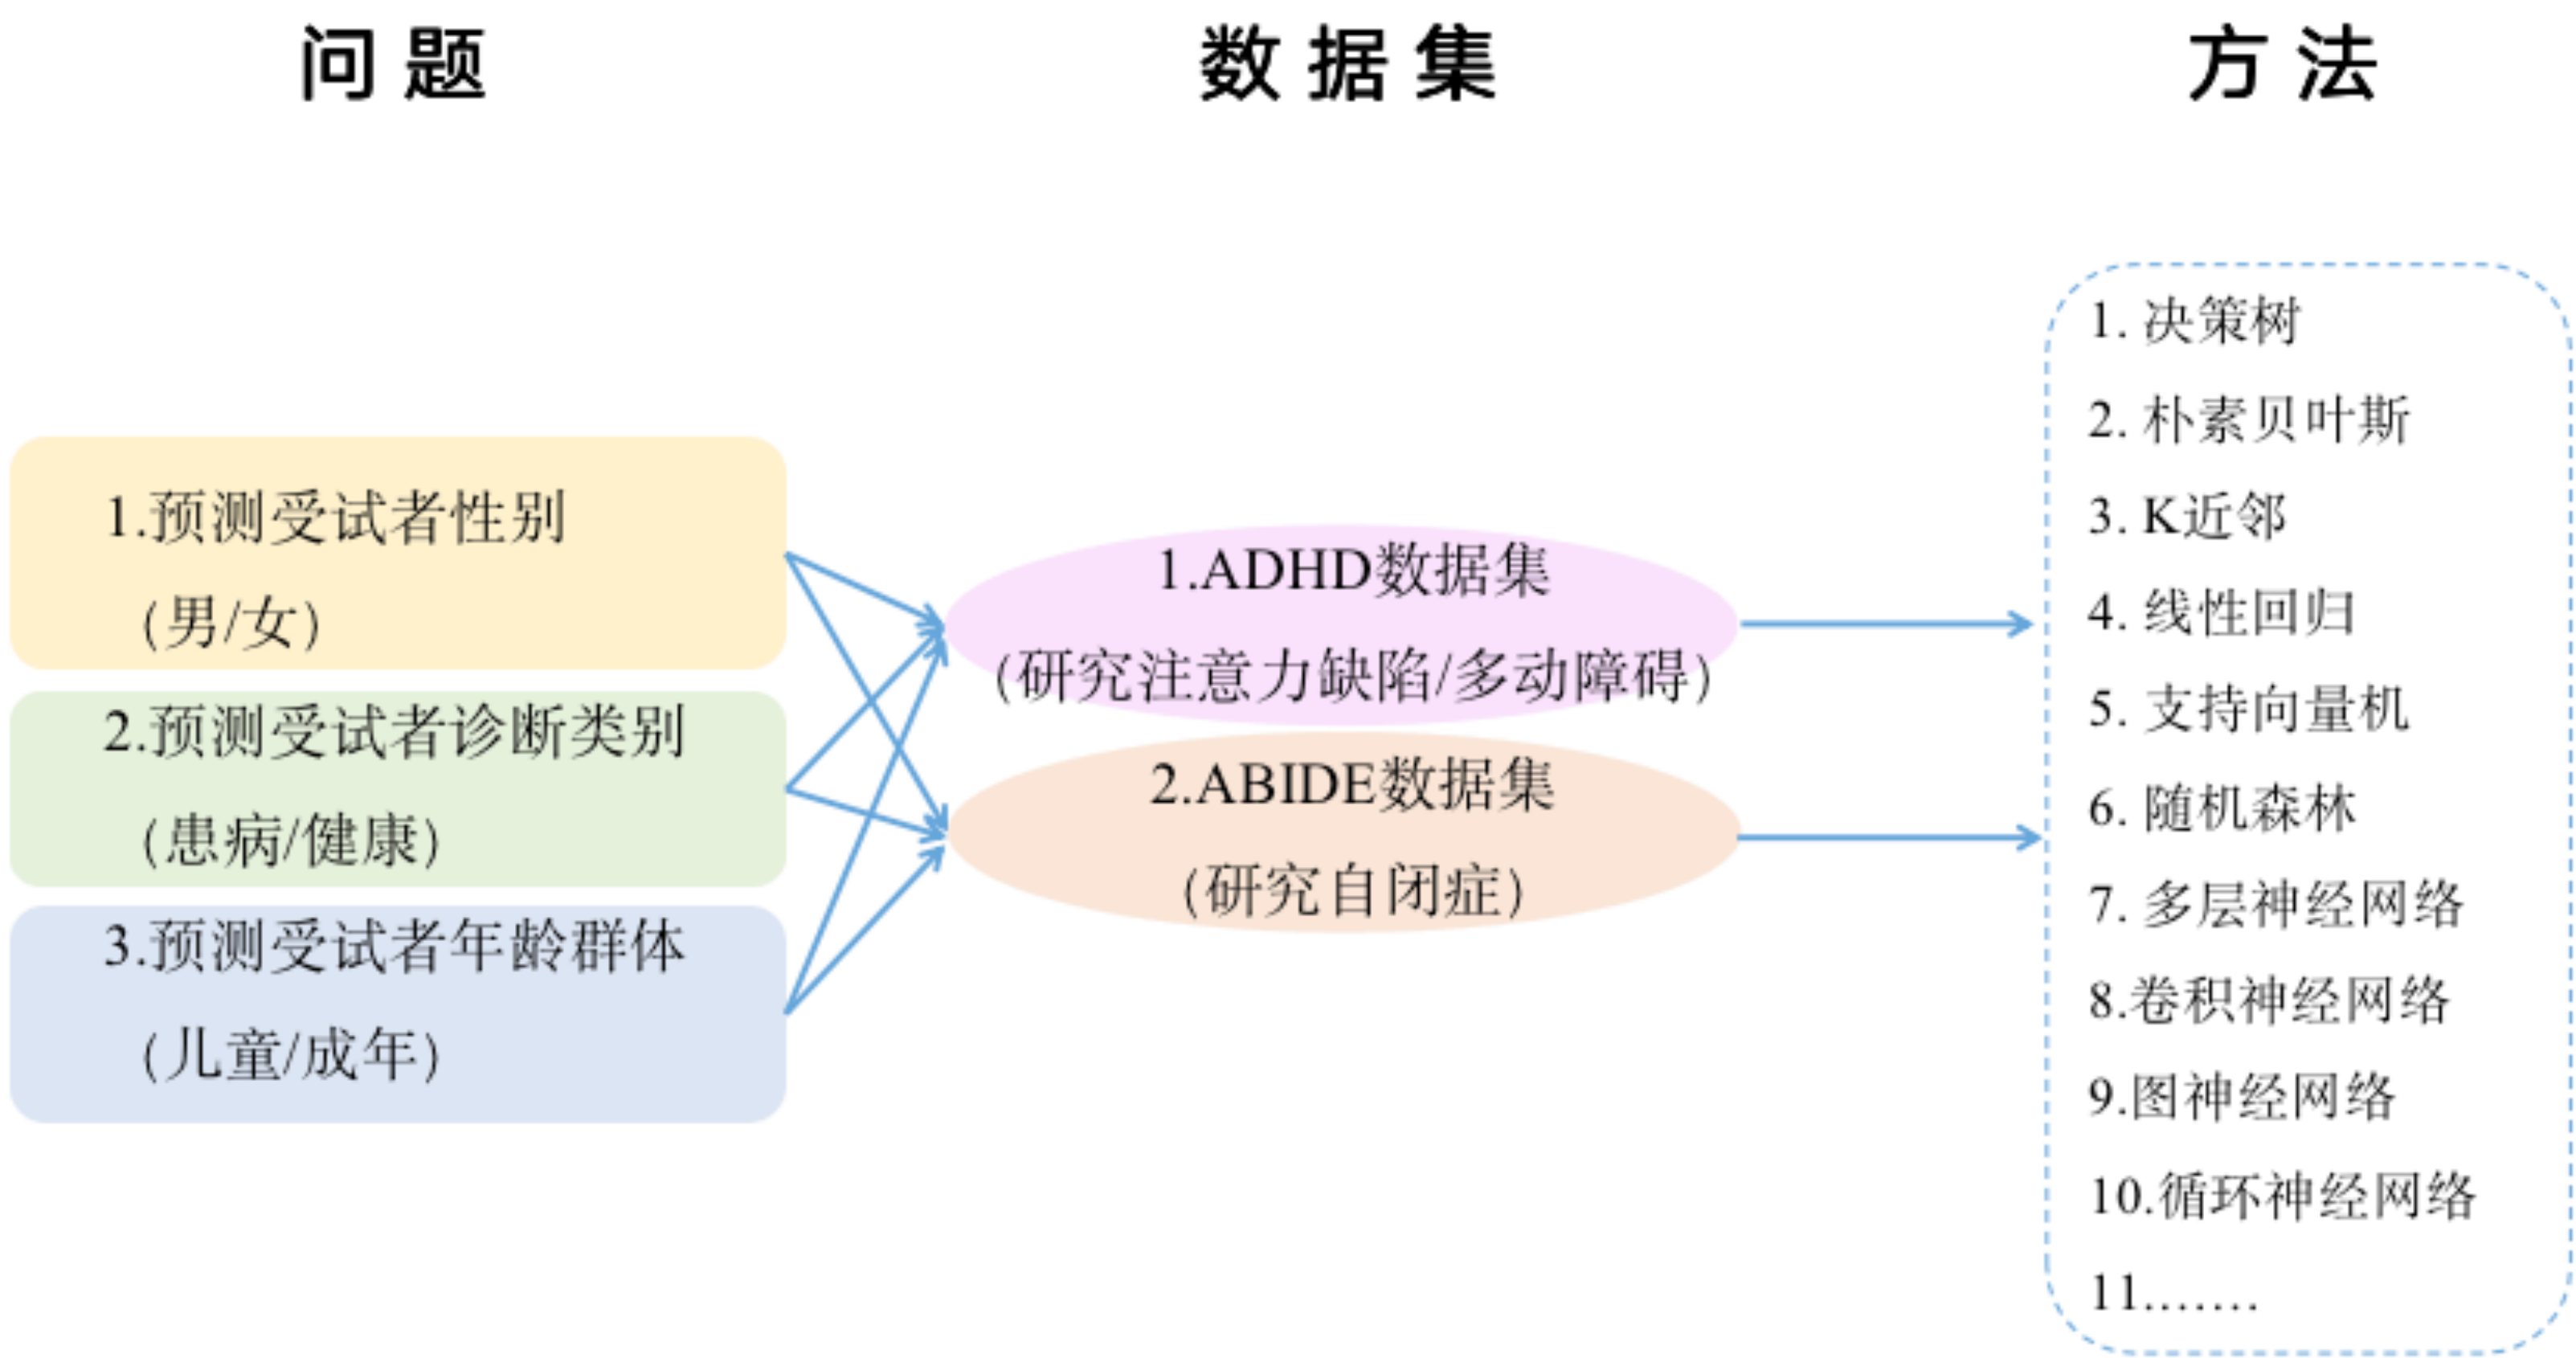 问题
数据集
方法
1.预测受试者性别
(男/女)
2.预测受试者诊断类别
(患病/健康)
3.预测受试者年龄群体
(儿童/成年)
1.ADHD数据集
(研究注意力缺陷/多动障碍)
2.ABIDE数据集
(研究自闭症)
1. 决策树
2. 朴素贝叶斯
3. K近邻
4. 线性回归
5. 支持向量机
6. 随机森林
7. 多层神经网络
8.卷积神经网络
9.图神经网络
10.循环神经网络
11.......